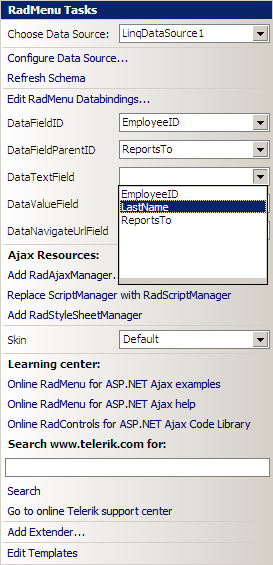 RadMenu Tasks
Choose Data Source: LinqDataSource1
Configure Data Source...
Refresh Schema
Edit RadMenu Databindings...
DataFieldID EmployeeID
DataFieldParentID ReportsTo
DataTextField
EmployeeID
DataValueField LastName
ReportsTo
DataNavigateUrlField
Ajax Resources:
Add RadAjaxManager...
Replace ScriptManager with RadScriptManager
Add RadStyleSheetManager
Skin Default
Learning center:
Online RadMenu for ASP.NET Ajax examples
Online RadMenu for ASP.NET Ajax help
Online RadControls for ASP.NET Ajax Code Library
Search www.telerik.com for:
Search
Go to online Telerik support center
Add Extender...
Edit Templates